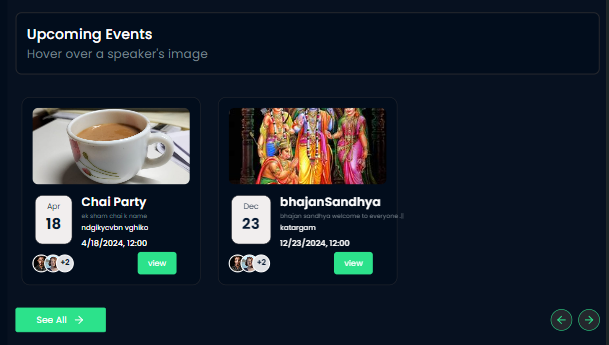 Upcoming Events
Hover over a speaker's image
Apr
18
Chai Party
ek sham chai k name
ndglkycvbn vghlko
4/18/2024, 12:00
+2
view
Dec
23
bhajanSandhya
bhajan sandhya welcome to everyone :)
katargam
12/23/2024, 12:00
+2
view
See All